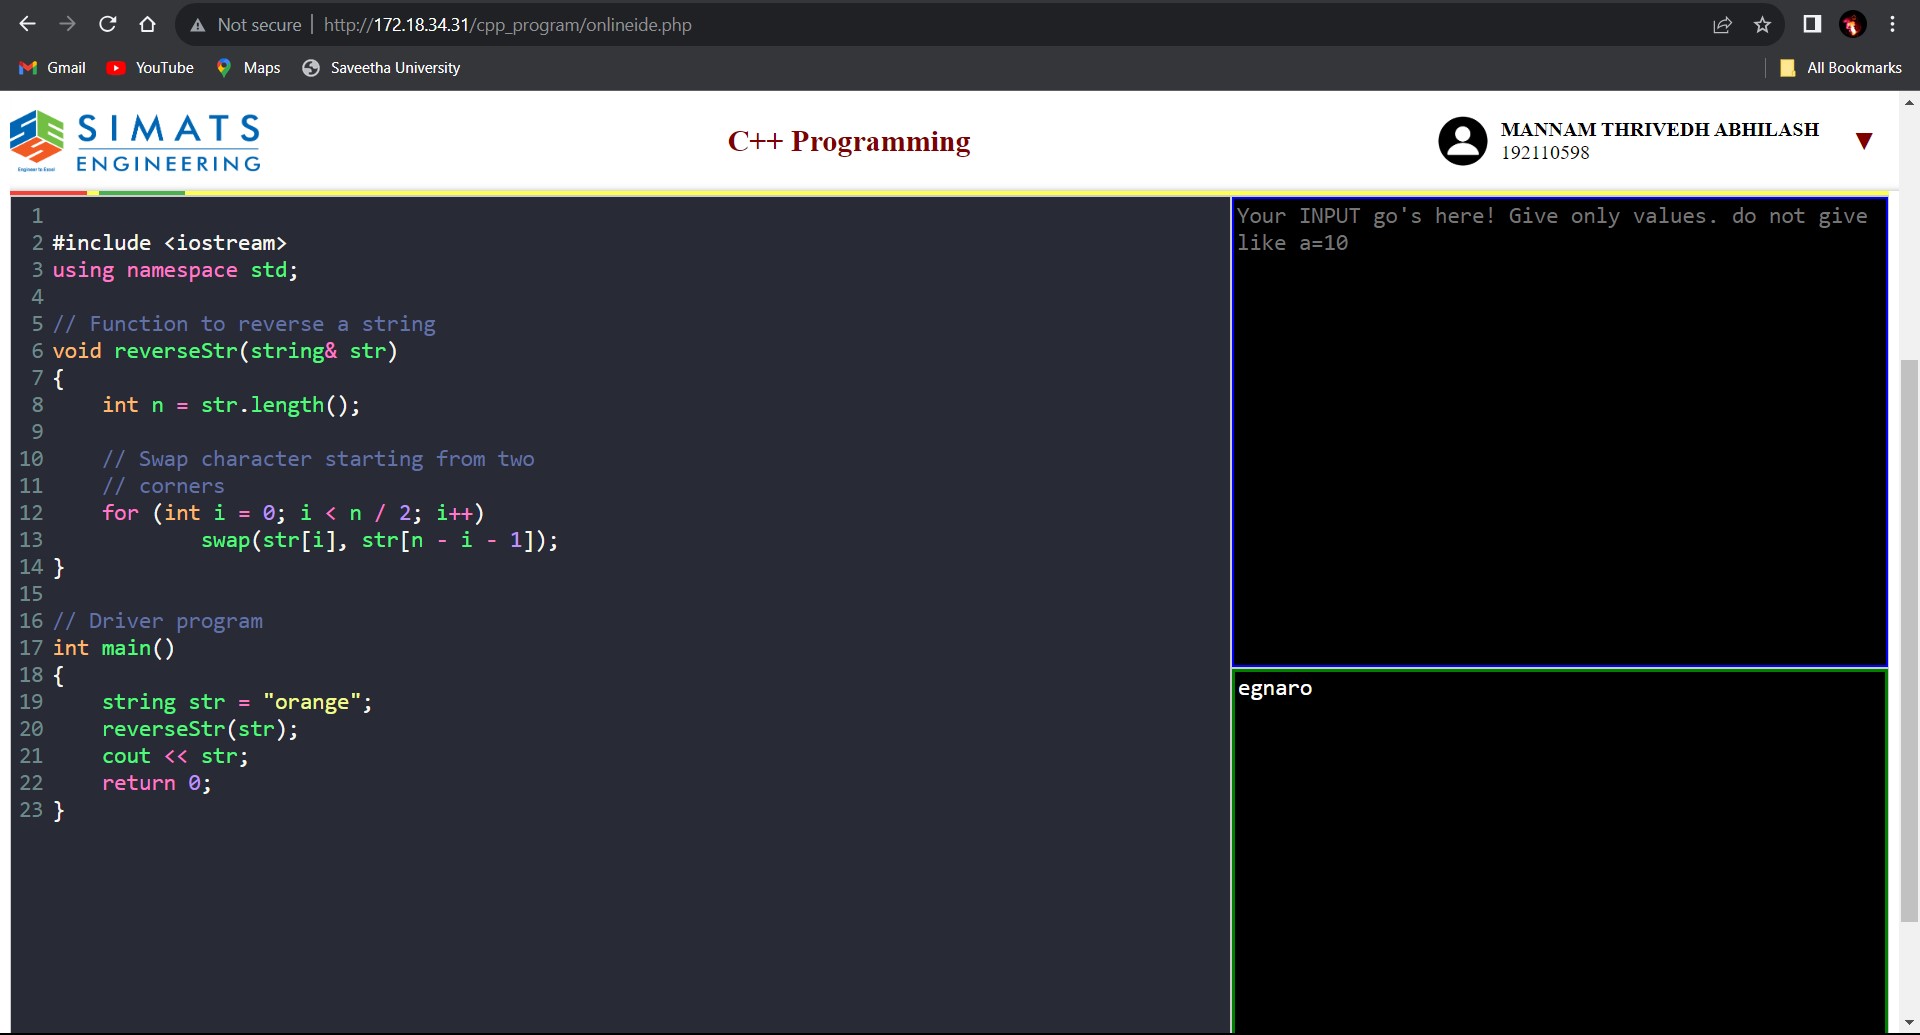 Not secure | http://172.18.34.31/cpp_program/onlineide.php
Gmail YouTube Maps Saveetha University All Bookmarks
SIMATS
ENGINEERING
Engineer to Excel
C++ Programming
MANNAM THRIVEDH ABHILASH
192110598
▼
1
2 #include <iostream>
3 using namespace std;
4
5 // Function to reverse a string
6 void reverseStr(string& str)
7 {
8     int n = str.length();
9
10     // Swap character starting from two
11     // corners
12     for (int i = 0; i < n / 2; i++)
13             swap(str[i], str[n - i - 1]);
14 }
15
16 // Driver program
17 int main()
18 {
19     string str = "orange";
20     reverseStr(str);
21     cout << str;
22     return 0;
23 }
Your INPUT go's here! Give only values. do not give
like a=10
egnaro